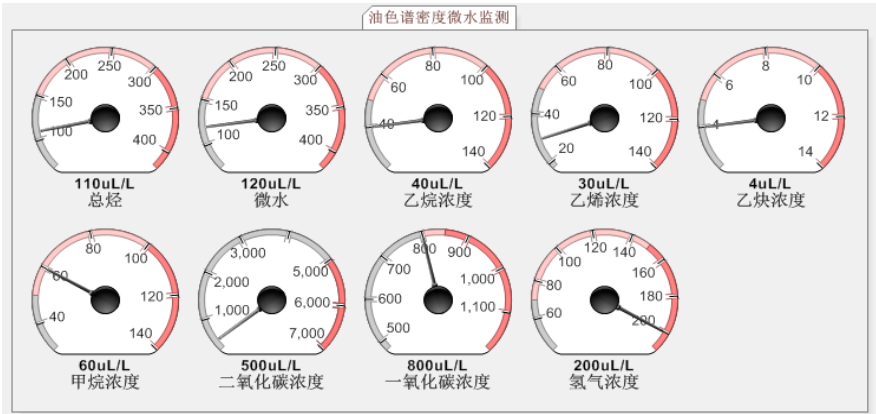 油色谱密度微水监测
100 150 200 250 300 350 400
110uL/L
总烃
100 150 200 250 300 350 400
120uL/L
微水
40 60 80 100 120 140
40uL/L
乙烷浓度
20 40 60 80 100 120 140
30uL/L
乙烯浓度
4 6 8 10 12 14
4uL/L
乙炔浓度
40 60 80 100 120 140
60uL/L
甲烷浓度
1,000 2,000 3,000 5,000 6,000 7,000
500uL/L
二氧化碳浓度
500 600 700 800 900 1,000 1,100
800uL/L
一氧化碳浓度
60 80 100 120 140 160 180 200
200uL/L
氢气浓度